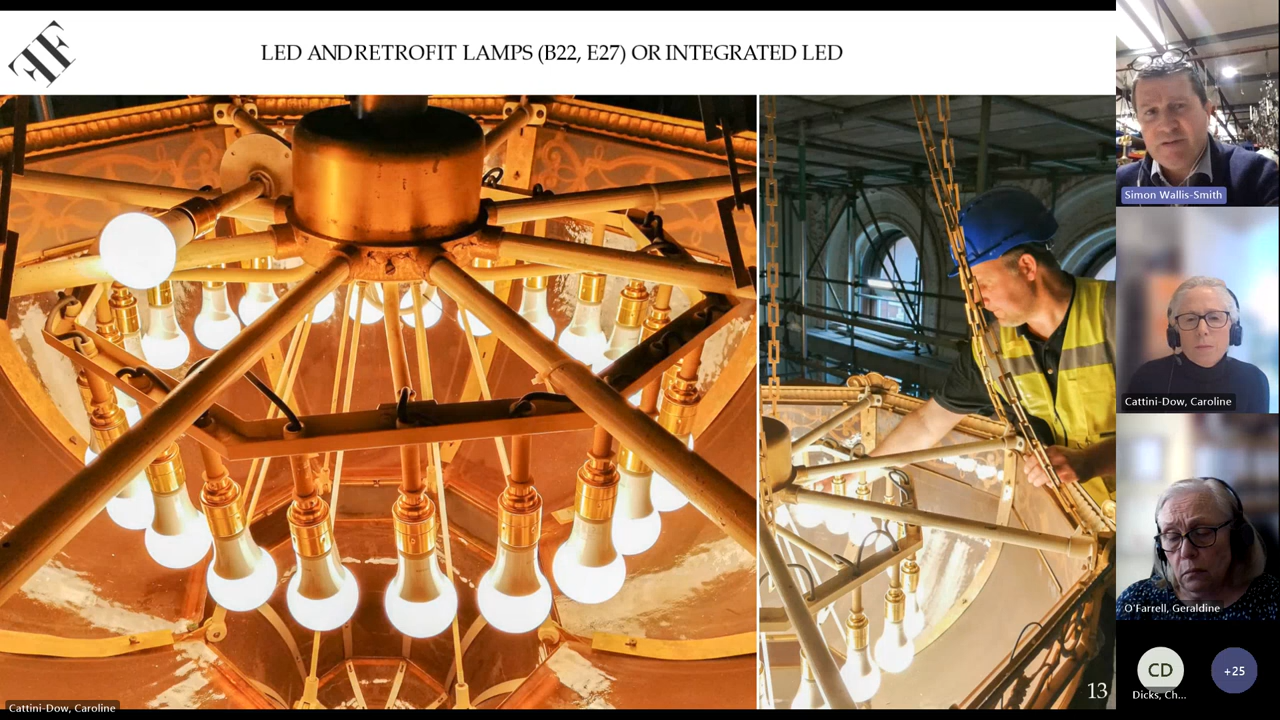 LED ANDRETROFIT LAMPS (B22, E27) OR INTEGRATED LED
Simon Wallis-Smith
Cattini-Dow, Caroline
O'Farrell, Geraldine
CD
+25
Dicks, Ch...
13
Cattini-Dow, Caroline